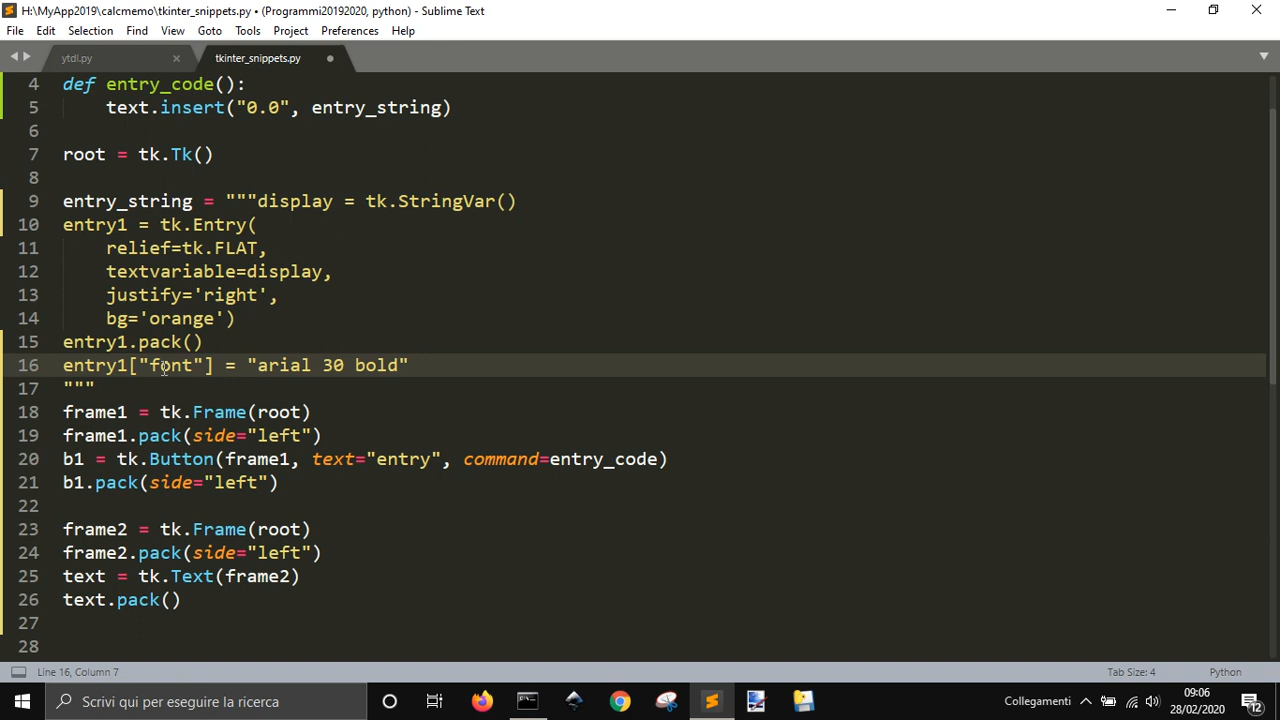 H:\MyApp2019\calcmemo\tkinter_snippets.py • (Programmi20192020, python) - Sublime Text
File Edit Selection Find View Goto Tools Project Preferences Help
ytdl.py tkinter_snippets.py
4 def entry_code():
5 text.insert("0.0", entry_string)
6
7 root = tk.Tk()
8
9 entry_string = """display = tk.StringVar()
10 entry1 = tk.Entry(
11 relief=tk.FLAT,
12 textvariable=display,
13 justify='right',
14 bg='orange')
15 entry1.pack()
16 entry1["font"] = "arial 30 bold"
17 """
18 frame1 = tk.Frame(root)
19 frame1.pack(side="left")
20 b1 = tk.Button(frame1, text="entry", command=entry_code)
21 b1.pack(side="left")
22
23 frame2 = tk.Frame(root)
24 frame2.pack(side="left")
25 text = tk.Text(frame2)
26 text.pack()
27
28
Line 16, Column 7 Tab Size: 4 Python
Scrivi qui per eseguire la ricerca Collegamenti 09:06
28/02/2020 12